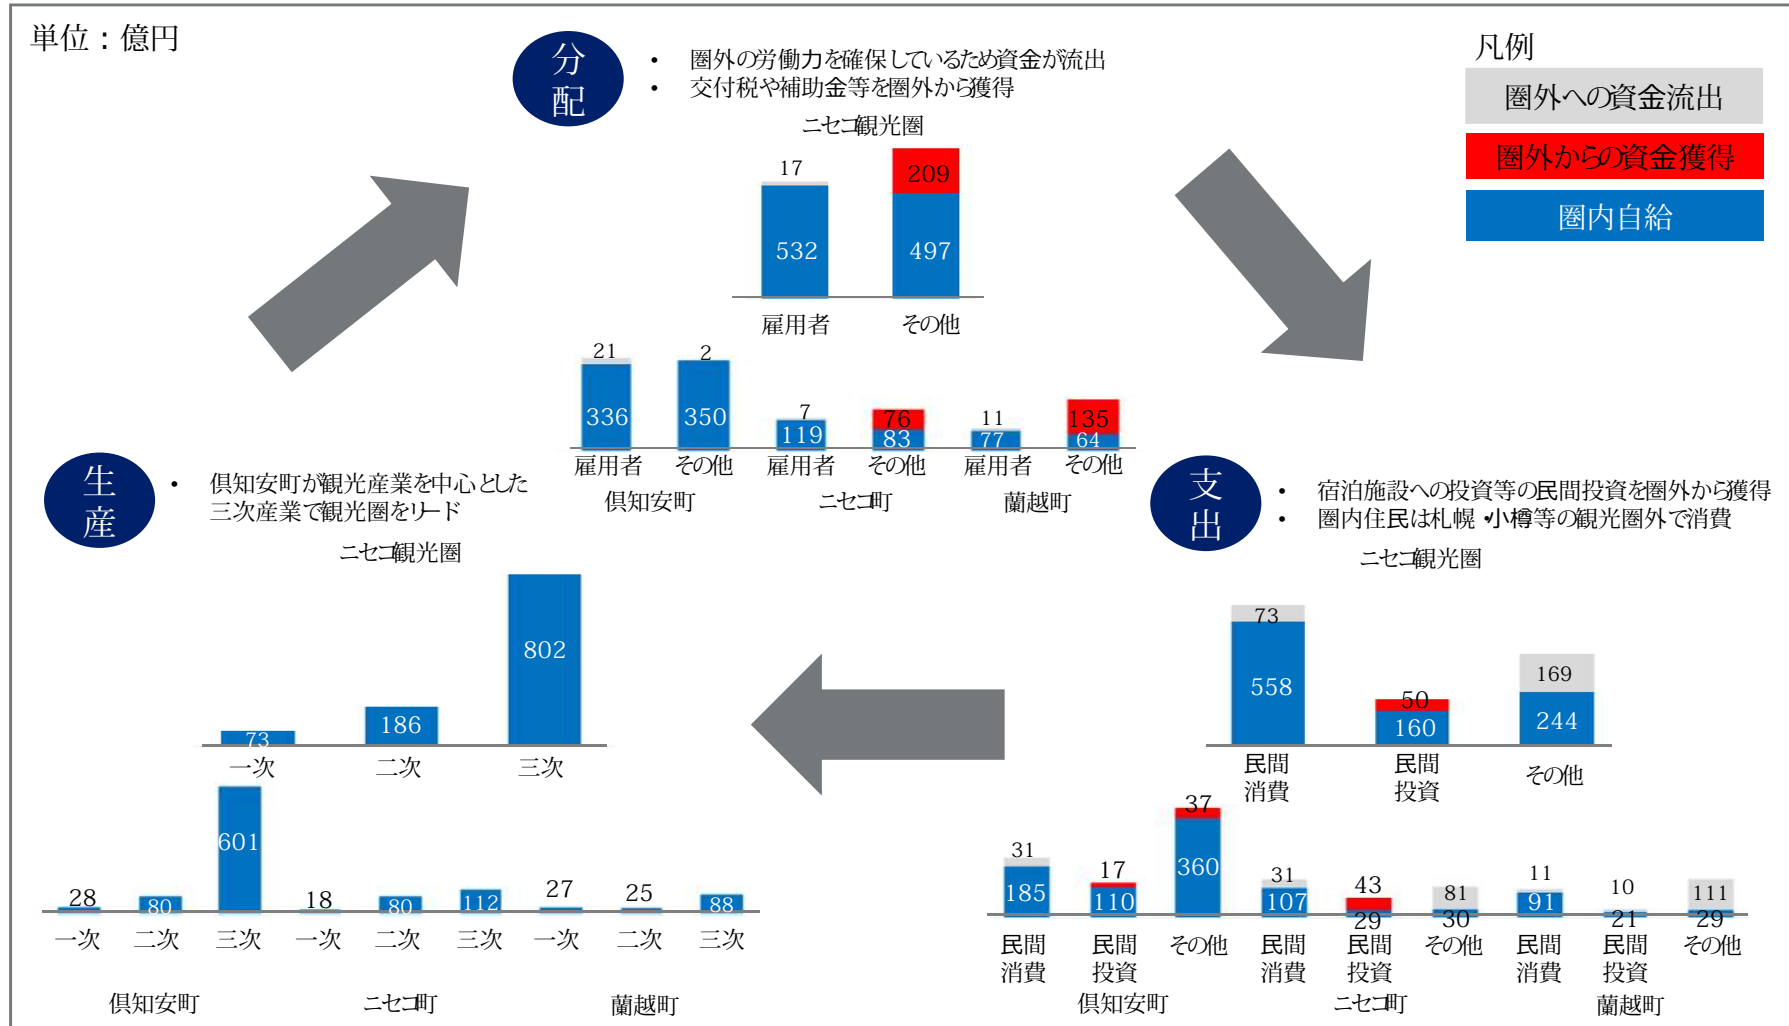 単位：億円
分
配
・ 圏外の労働力を確保しているため資金が流出
・ 交付税や補助金等を圏外から獲得
凡例
圏外への資金流出
圏外からの資金獲得
圏内自給
ニセコ観光圏
17
209
532
497
雇用者 その他
21 2
336 350
7 76
119 83
11 135
77 64
雇用者 その他 雇用者 その他 雇用者 その他
倶知安町 ニセコ町 蘭越町
生
産
・ 倶知安町が観光産業を中心とした
三次産業で観光圏をリード
ニセコ観光圏
802
186
73
一次 二次 三次
601
28 80
18 80 112
27 25 88
一次 二次 三次 一次 二次 三次 一次 二次 三次
倶知安町 ニセコ町 蘭越町
支
出
・ 宿泊施設への投資等の民間投資を圏外から獲得
・ 圏内住民は札幌・小樽等の観光圏外で消費
ニセコ観光圏
73
558
50
160
169
244
民間 民間 その他
消費 投資
37
31 17 360
185 110
31 43 81
107 29 30
11 10 111
91 21 29
民間 民間 その他 民間 民間 その他 民間 民間 その他
消費 投資 消費 投資 消費 投資
倶知安町 ニセコ町 蘭越町